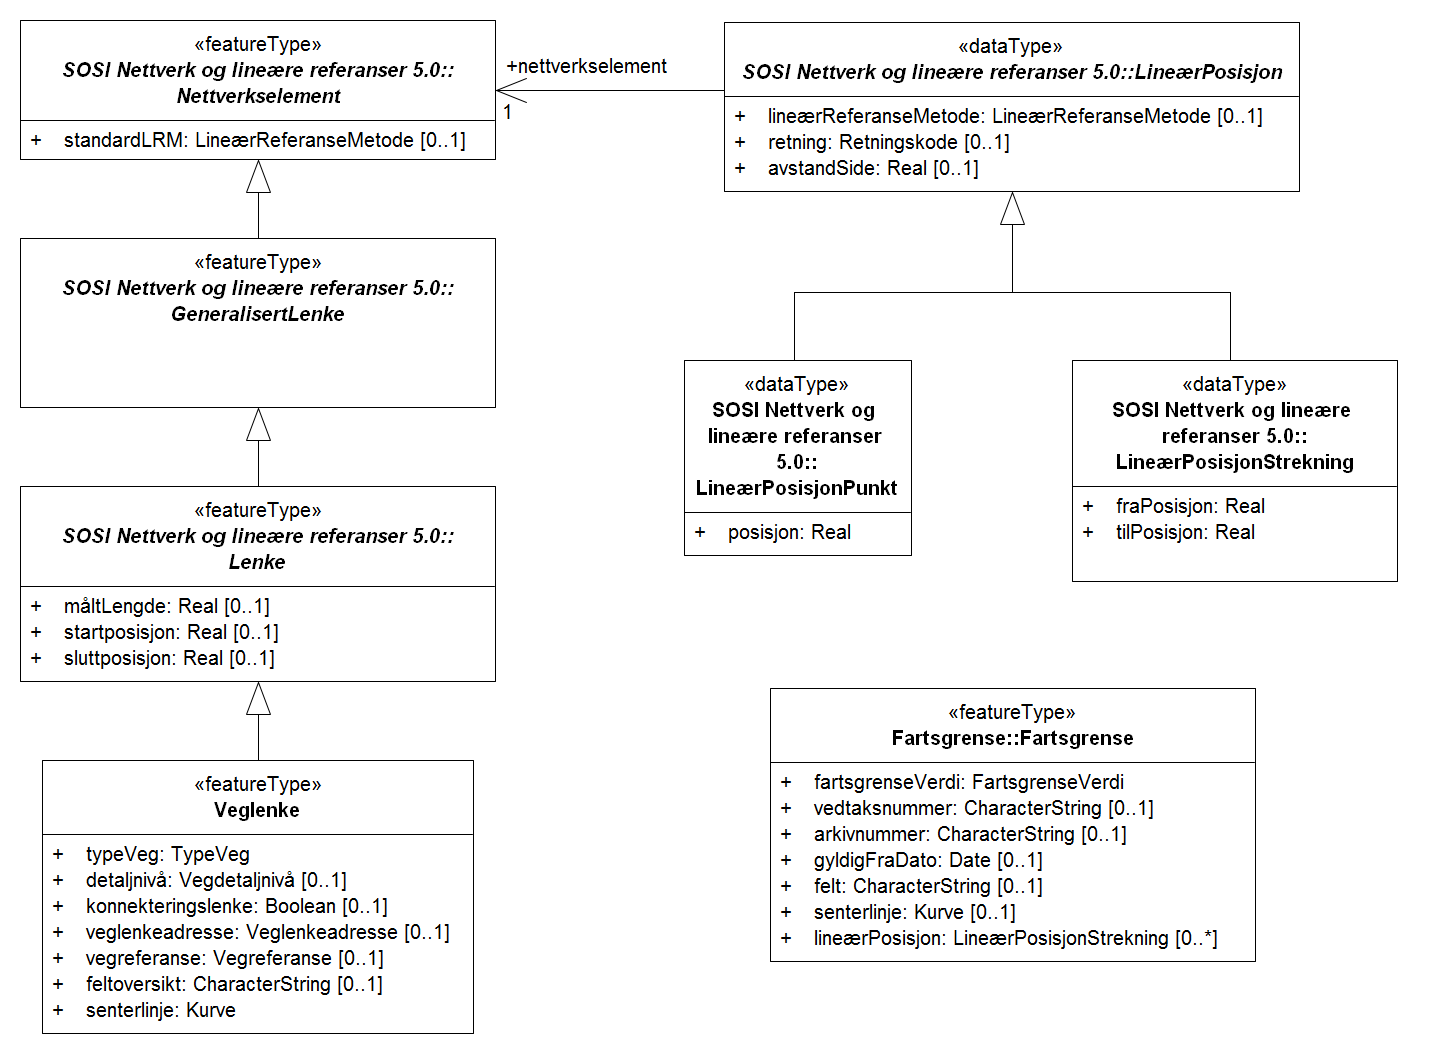 «featureType»
SOSI Nettverk og lineære referanser 5.0::
Nettverkselement
+ standardLRM: LineærReferanseMetode [0..1]
+nettverkselement
1
«dataType»
SOSI Nettverk og lineære referanser 5.0::LineærPosisjon
+ lineærReferanseMetode: LineærReferanseMetode [0..1]
+ retning: Retningskode [0..1]
+ avstandSide: Real [0..1]
«featureType»
SOSI Nettverk og lineære referanser 5.0::
GeneralisertLenke
«dataType»
SOSI Nettverk og
lineære referanser
5.0::
LineærPosisjonPunkt
+ posisjon: Real
«dataType»
SOSI Nettverk og lineære
referanser 5.0::
LineærPosisjonStrekning
+ fraPosisjon: Real
+ tilPosisjon: Real
«featureType»
SOSI Nettverk og lineære referanser 5.0::
Lenke
+ måltLengde: Real [0..1]
+ startposisjon: Real [0..1]
+ sluttposisjon: Real [0..1]
«featureType»
Veglenke
+ typeVeg: TypeVeg
+ detaljnivå: Vegdetaljnivå [0..1]
+ konnekteringslenke: Boolean [0..1]
+ veglenkeadresse: Veglenkeadresse [0..1]
+ vegreferanse: Vegreferanse [0..1]
+ feltoversikt: CharacterString [0..1]
+ senterlinje: Kurve
«featureType»
Fartsgrense::Fartsgrense
+ fartsgrenseVerdi: FartsgrenseVerdi
+ vedtaksnummer: CharacterString [0..1]
+ arkivnummer: CharacterString [0..1]
+ gyldigFraDato: Date [0..1]
+ felt: CharacterString [0..1]
+ senterlinje: Kurve [0..1]
+ lineærPosisjon: LineærPosisjonStrekning [0..*]